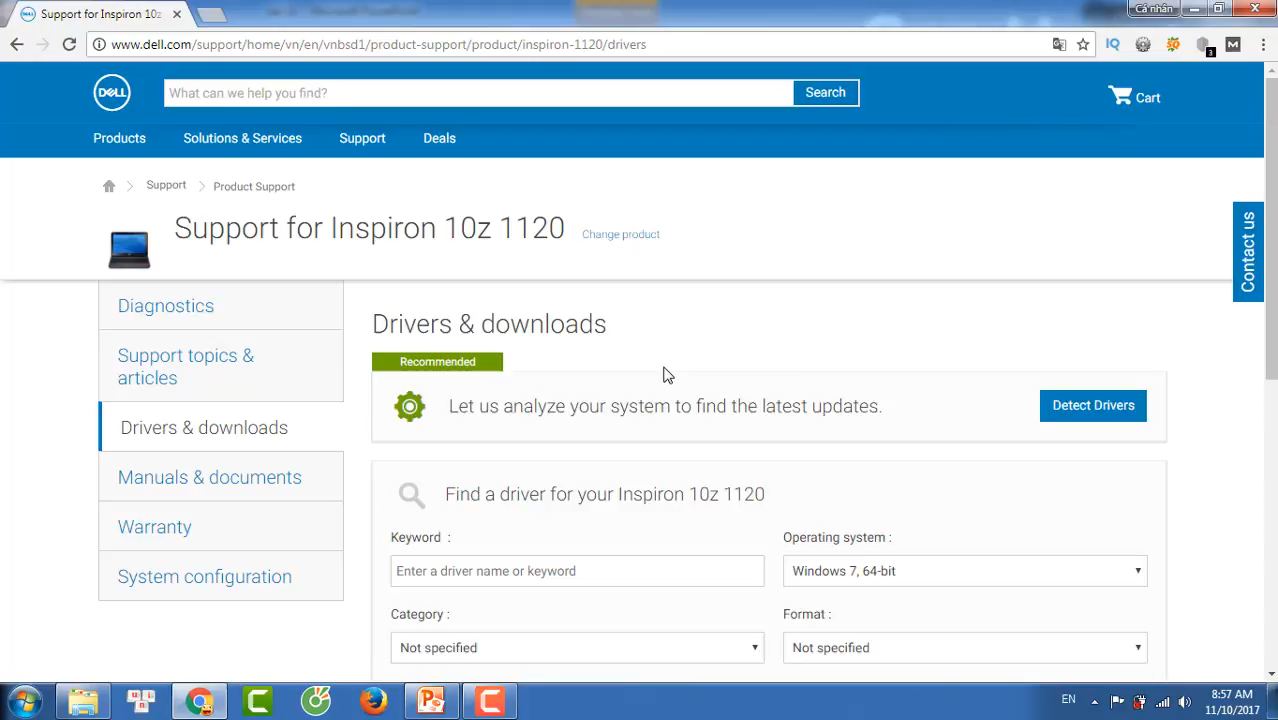 Support for Inspiron 10z
Cá nhân
www.dell.com/support/home/vn/en/vnbsd1/product-support/product/inspiron-1120/drivers
IQ
3
M
DELL
What can we help you find?
Search
Cart
Products
Solutions & Services
Support
Deals
Support
Product Support
Support for Inspiron 10z 1120
Change product
Contact us
Diagnostics
Support topics &
articles
Drivers & downloads
Manuals & documents
Warranty
System configuration
Drivers & downloads
Recommended
Let us analyze your system to find the latest updates.
Detect Drivers
Find a driver for your Inspiron 10z 1120
Keyword :
Operating system :
Enter a driver name or keyword
Windows 7, 64-bit
Category :
Format :
Not specified
Not specified
EN
8:57 AM
11/10/2017